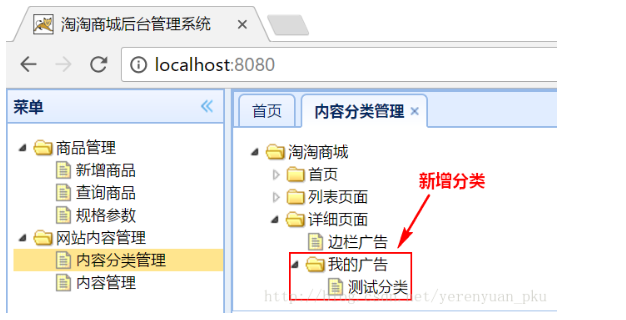 淘淘商城后台管理系统
localhost:8080
菜单
首页 内容分类管理
商品管理
新增商品
查询商品
规格参数
网站内容管理
内容分类管理
内容管理
淘淘商城
首页
列表页面
详细页面
边栏广告
我的广告
测试分类
新增分类
http://blog.csdn.net/yerenyuan_pku